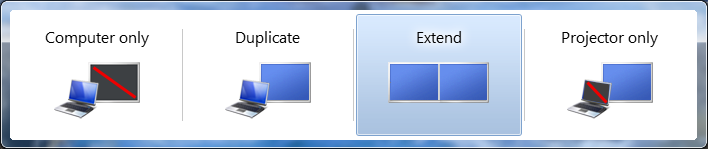 Computer only
Duplicate
Extend
Projector only